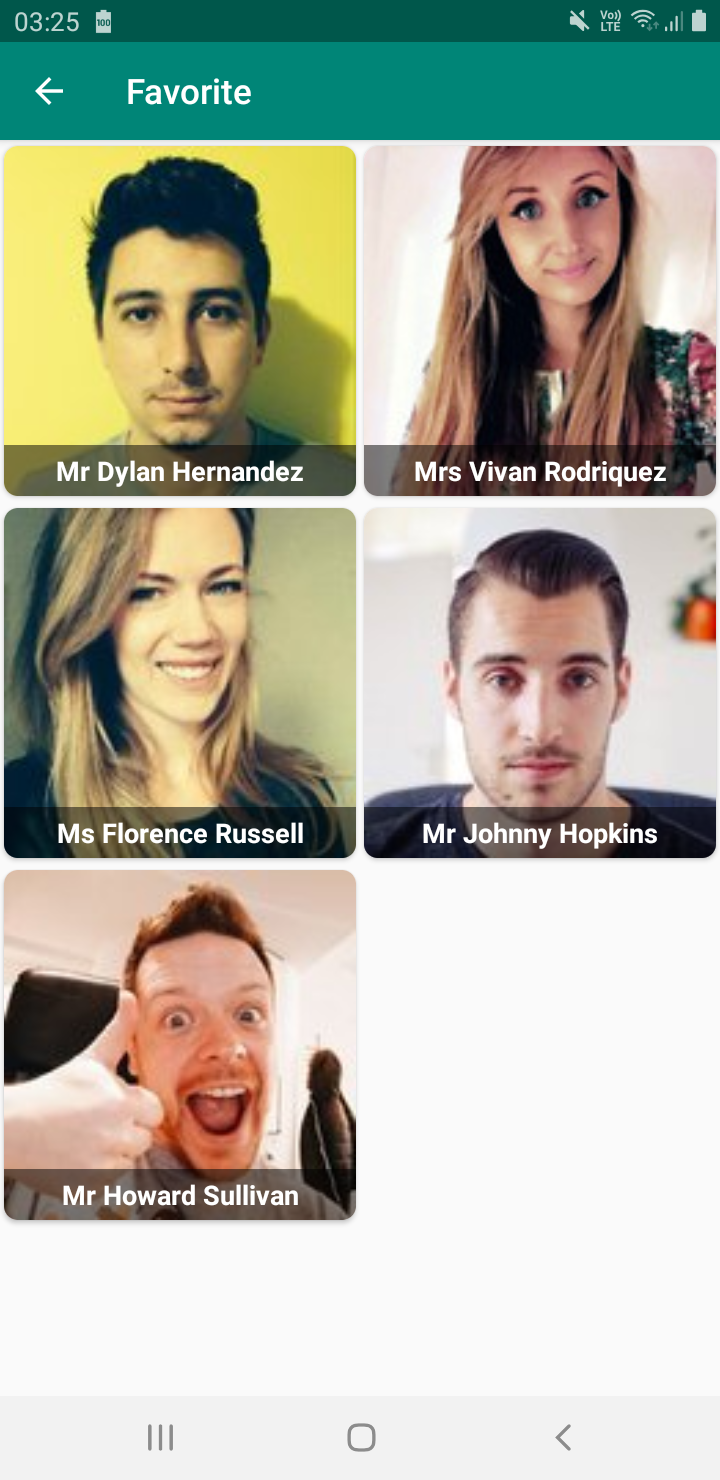 03:25 100 Vo)) LTE
Favorite
Mr Dylan Hernandez
Mrs Vivan Rodriquez
Ms Florence Russell
Mr Johnny Hopkins
Mr Howard Sullivan